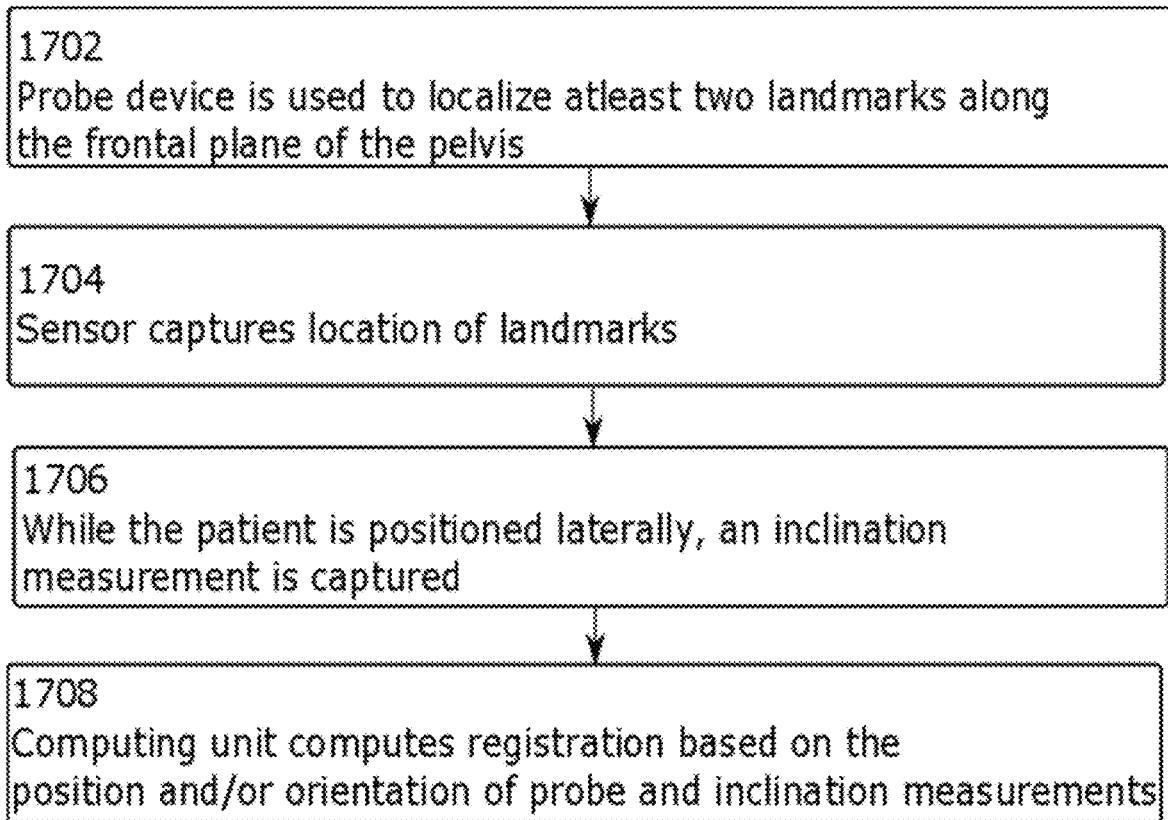 1702
Probe device is used to localize atleast two landmarks along
the frontal plane of the pelvis
1704
Sensor captures location of landmarks
1706
While the patient is positioned laterally, an inclination
measurement is captured
1708
Computing unit computes registration based on the
position and/or orientation of probe and inclination measurements